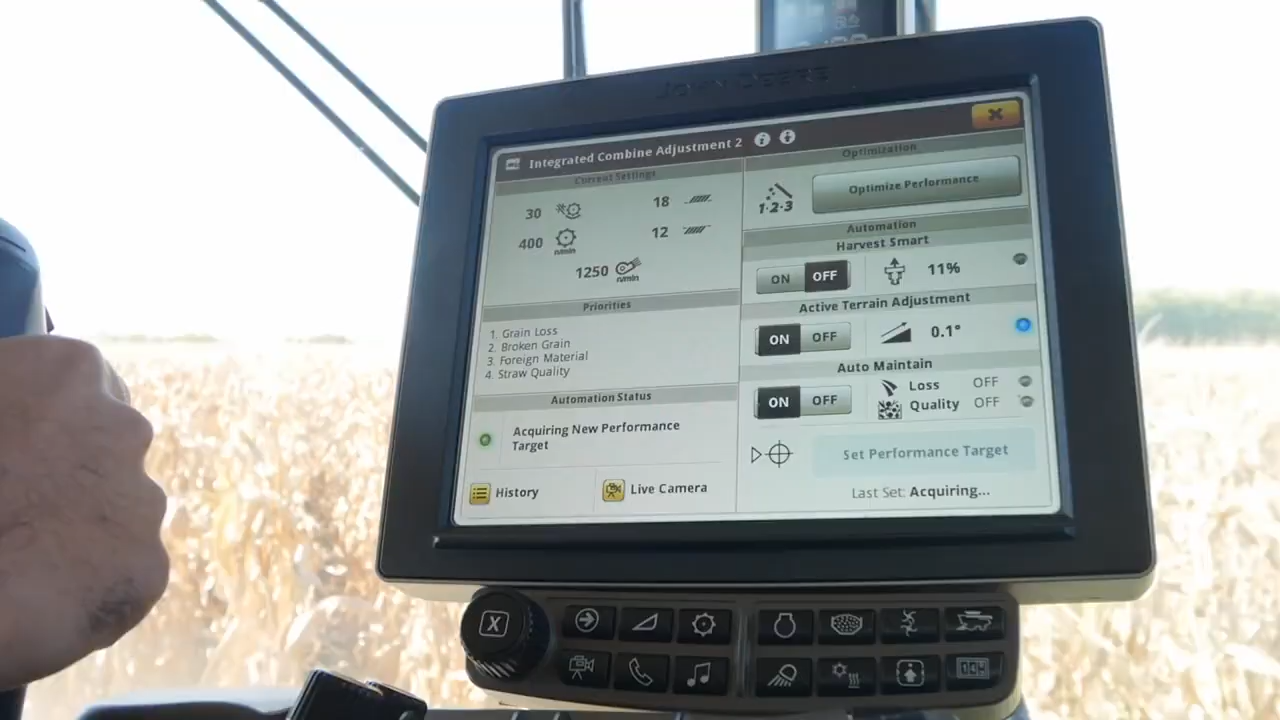 JOHN DEERE
Integrated Combine Adjustment 2
Current Settings
30
18
400
n/min
12
1250
n/min
Priorities
1. Grain Loss
2. Broken Grain
3. Foreign Material
4. Straw Quality
Automation Status
Acquiring New Performance
Target
History
Live Camera
Optimization
1·2·3
Optimize Performance
Automation
Harvest Smart
ON OFF
11%
Active Terrain Adjustment
ON OFF
0.1°
Auto Maintain
ON OFF
Loss OFF
Quality OFF
Set Performance Target
Last Set: Acquiring...
X